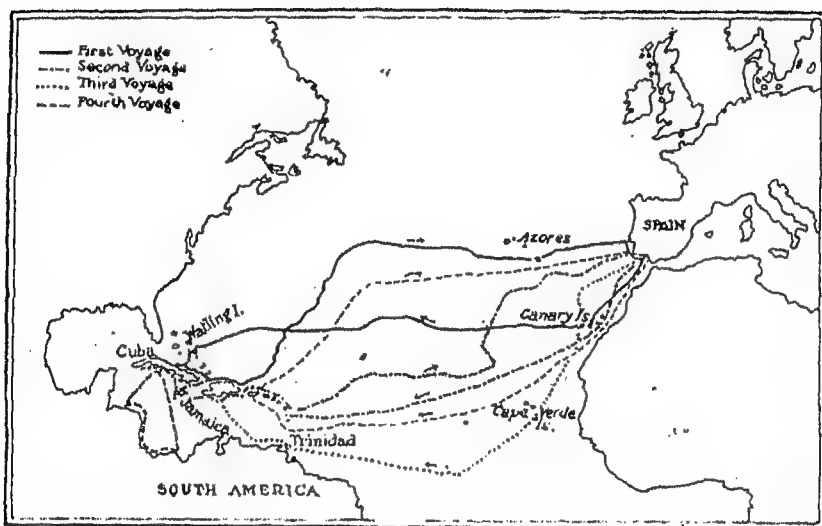 First Voyage
Second Voyage
Third Voyage
Fourth Voyage
Azores
SPAIN
Canary Is.
Watling I.
Cuba
Jamaica
Cape Verde
Is.
Trinidad
SOUTH AMERICA